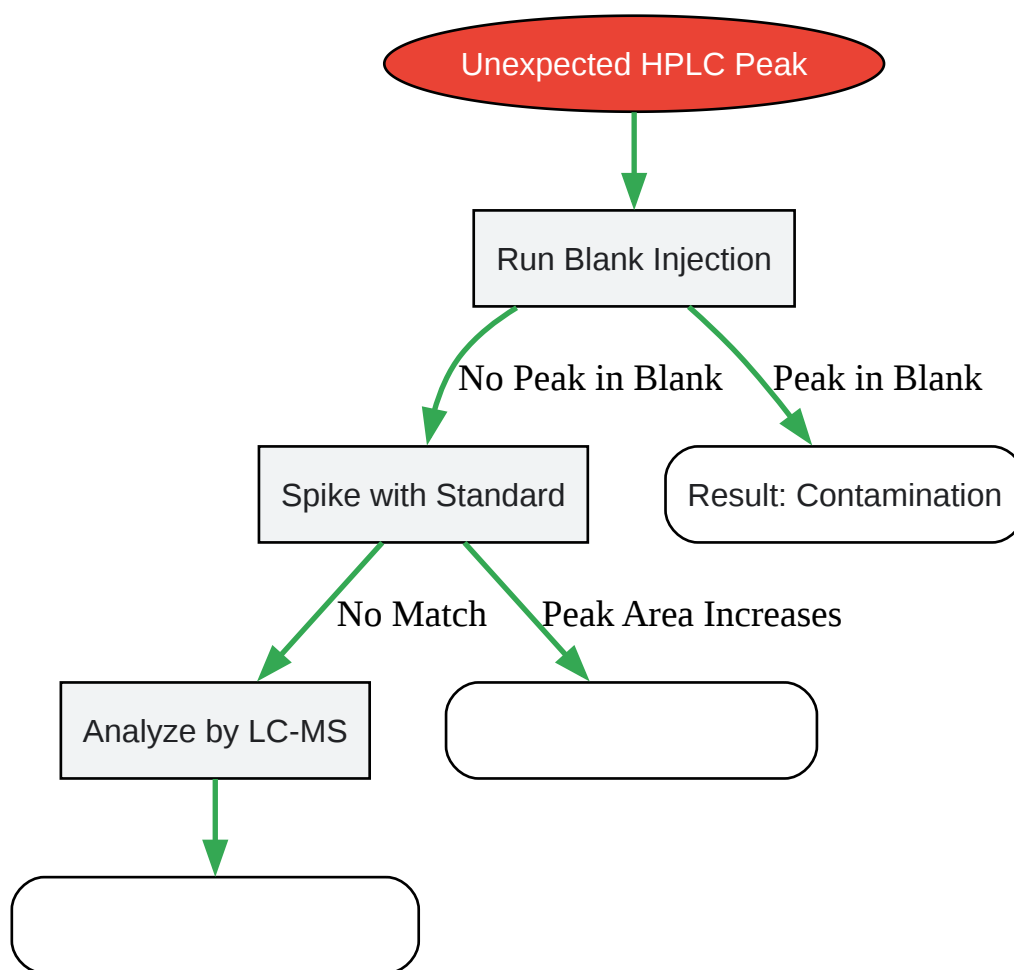 Unexpected HPLC Peak
Run Blank Injection
No Peak in Blank
Peak in Blank
Spike with Standard
Result: Contamination
No Match
Peak Area Increases
Analyze by LC-MS